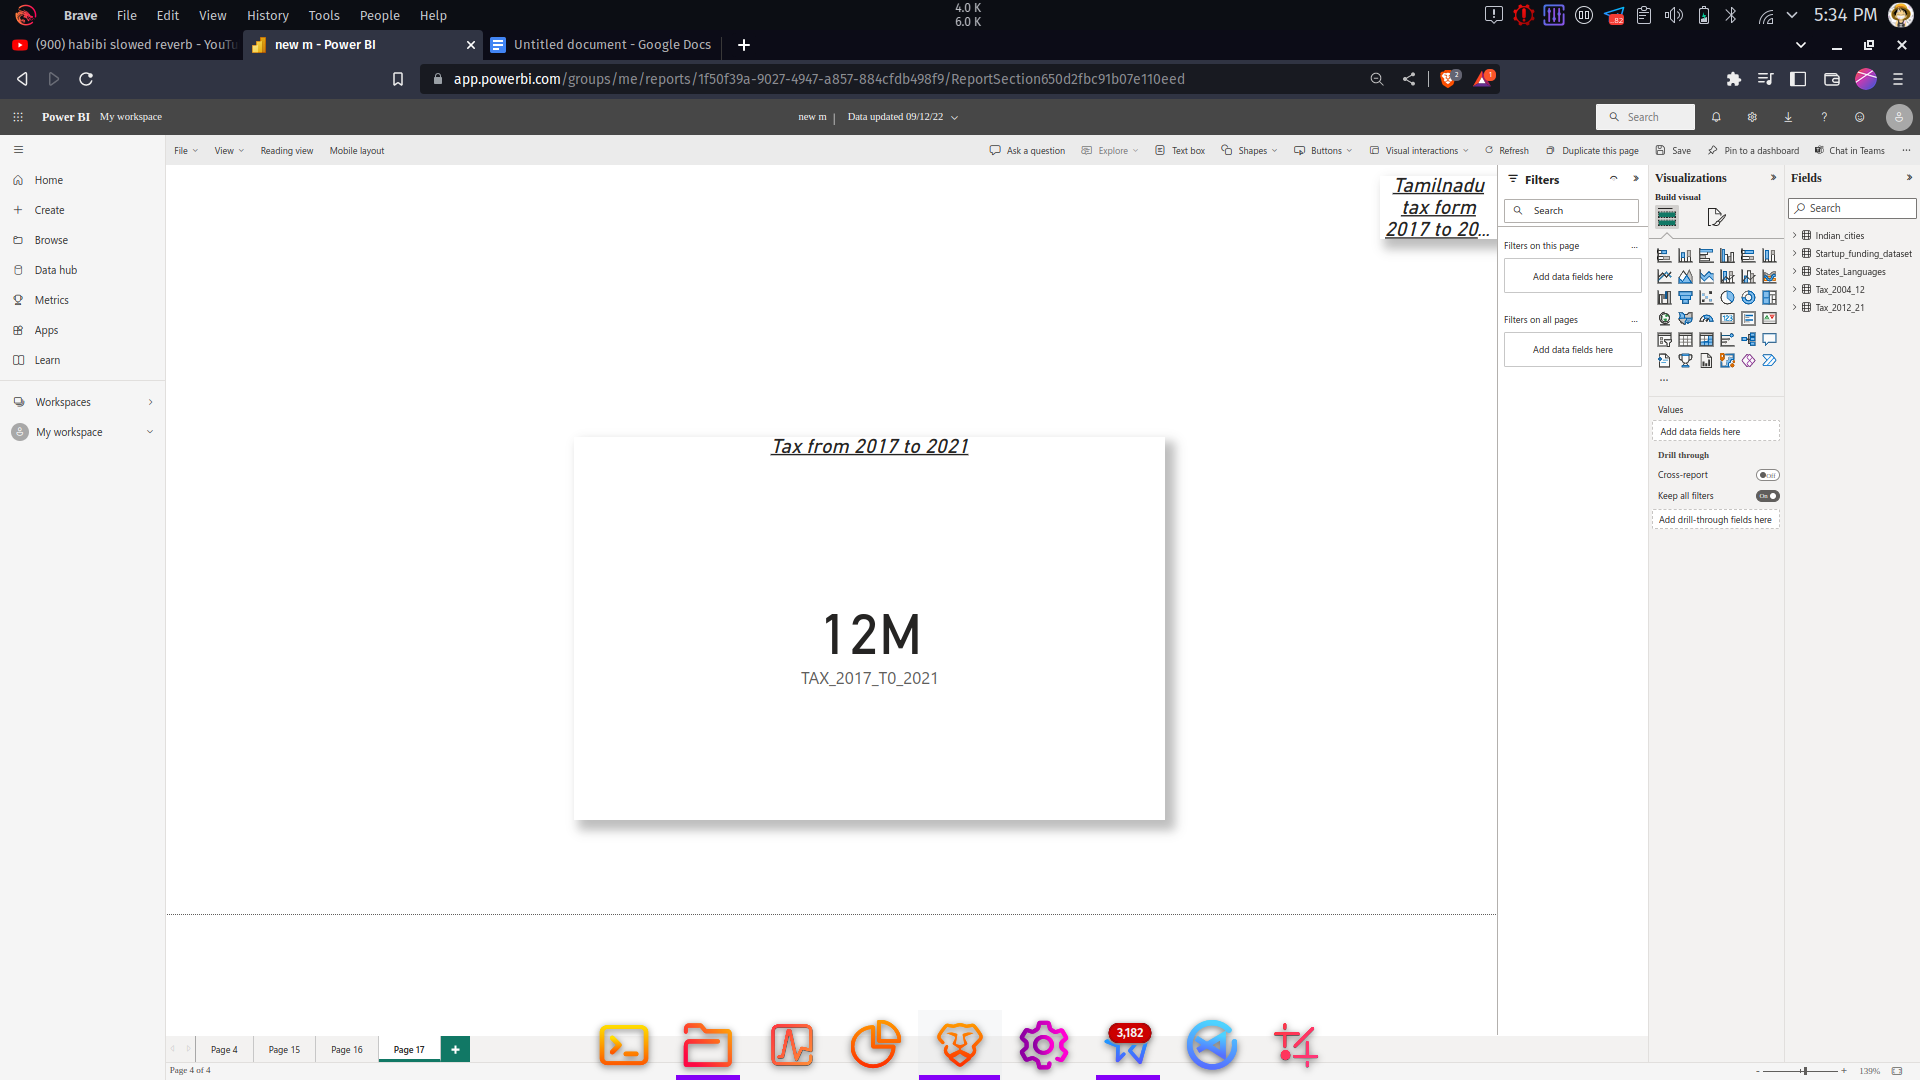 Brave File Edit View History Tools People Help
4.0 K
6.0 K
82
5:34 PM
(900) habibi slowed reverb - YouTu
new m - Power BI
Untitled document - Google Docs
app.powerbi.com/groups/me/reports/1f50f39a-9027-4947-a857-884cfdb498f9/ReportSection650d2fbc91b07e110eed
2
1
Power BI My workspace
new m | Data updated 09/12/22
Search
File View Reading view Mobile layout
Ask a question Explore Text box Shapes Buttons Visual interactions Refresh Duplicate this page Save Pin to a dashboard Chat in Teams ...
Home
Create
Browse
Data hub
Metrics
Apps
Learn
Workspaces
My workspace
Tamilnadu
tax form
2017 to 20...
Tax from 2017 to 2021
12M
TAX_2017_T0_2021
Filters
Search
Filters on this page ...
Add data fields here
Filters on all pages ...
Add data fields here
Visualizations
Build visual
...
Values
Add data fields here
Drill through
Cross-report Off
Keep all filters On
Add drill-through fields here
Fields
Search
Indian_cities
Startup_funding_dataset
States_Languages
Tax_2004_12
Tax_2012_21
Page 4 Page 15 Page 16 Page 17 +
3,182
Page 4 of 4
- + 139%